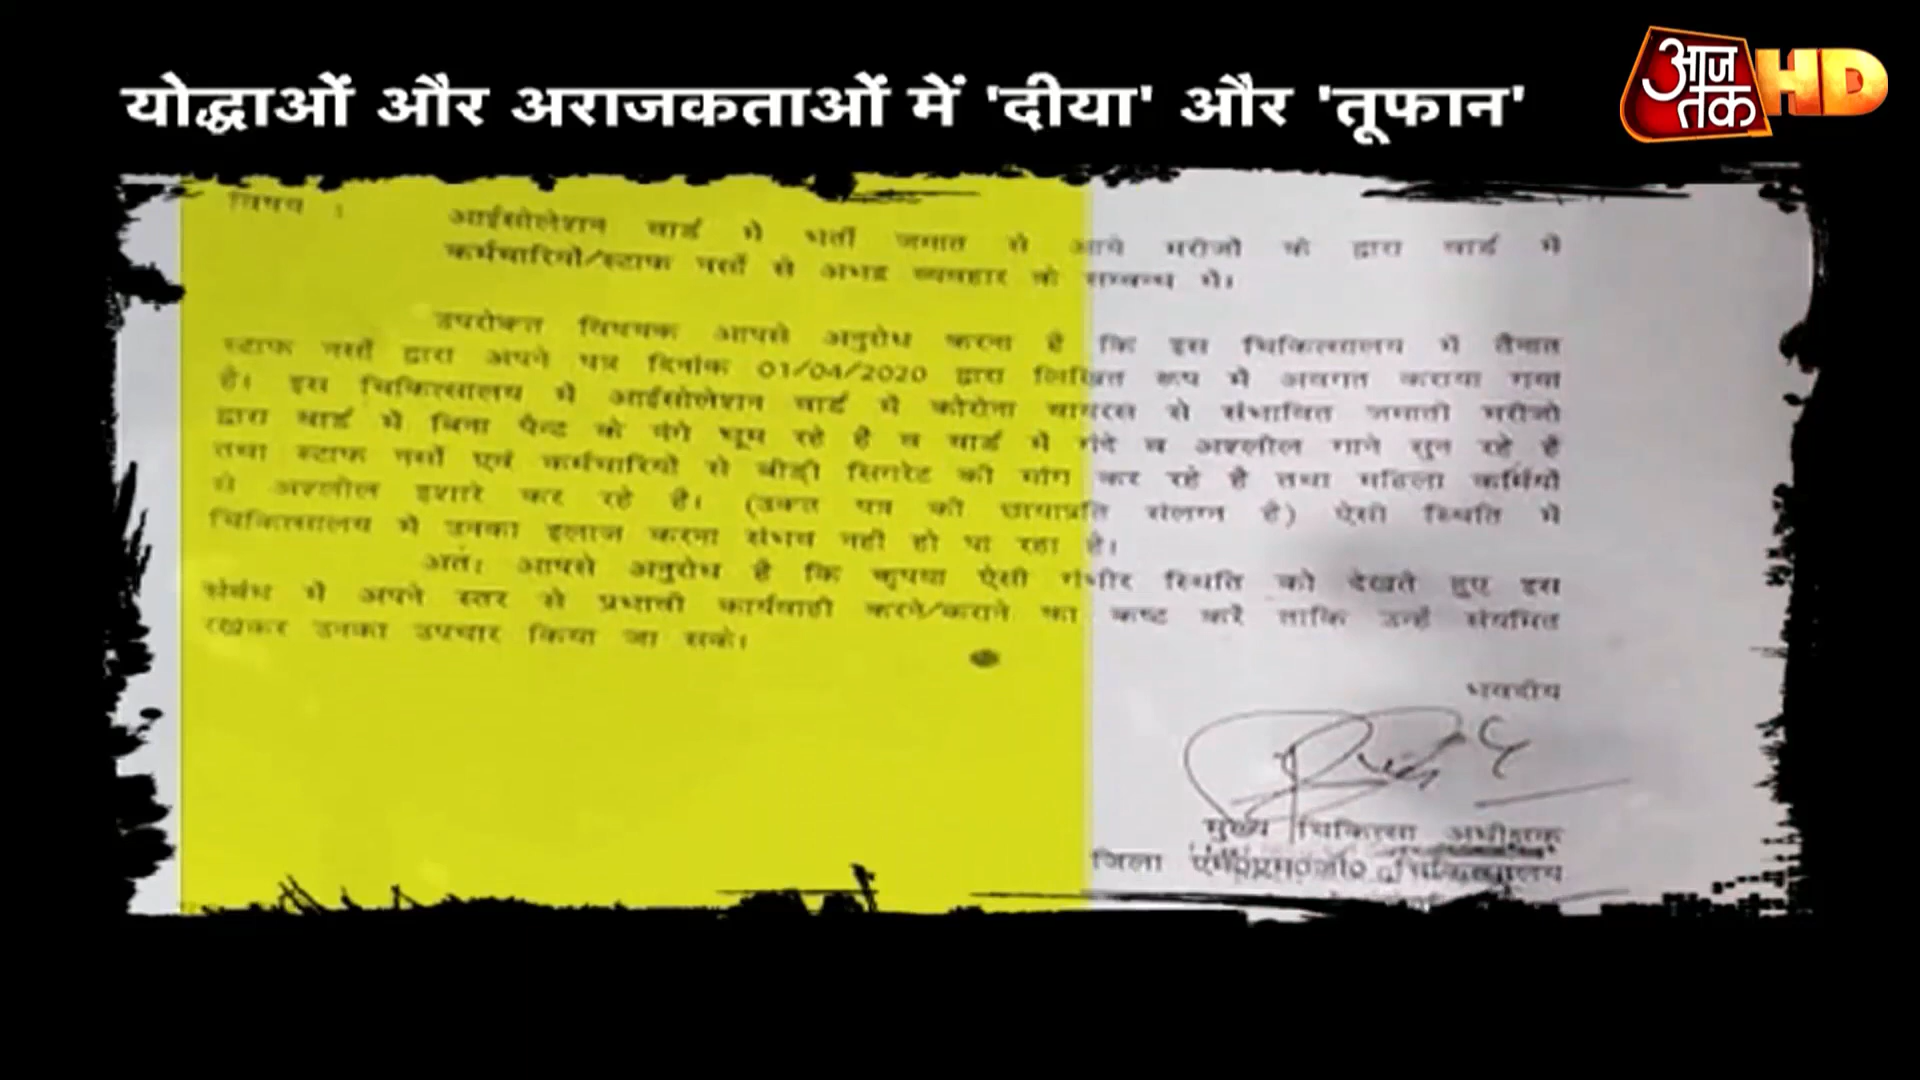 योद्धाओं और अराजकताओं में 'दीया' और 'तूफान'
आज तक HD
विषय :
आईसोलेशन वार्ड में भर्ती जमात से आये मरीजों के द्वारा वार्ड में
कर्मचारियों/स्टाफ नर्सों से अभद्र व्यवहार के सम्बन्ध में।
उपरोक्त विषयक आपसे अनुरोध करना है कि इस चिकित्सालय में तैनात
स्टाफ नर्सों द्वारा अपने पत्र दिनांक 01/04/2020 द्वारा लिखित रूप में अवगत कराया गया
है। इस चिकित्सालय में आईसोलेशन वार्ड में कोरोना वायरस से संभावित जमाती मरीजो
द्वारा वार्ड में बिना पैन्ट के नंगे घूम रहे है व वार्ड में गंदे व अश्लील गाने सुन रहे है
तथा स्टाफ नर्सों एवं कर्मचारियों से बीड़ी सिगरेट की मांग कर रहे है तथा महिला कर्मियों
से अश्लील इशारे कर रहे है। (उक्त पत्र की छायाप्रति संलग्न है) ऐसी स्थिति में
चिकित्सालय में उनका इलाज करना संभव नही हो पा रहा है।
अतः आपसे अनुरोध है कि कृपया ऐसी गंभीर स्थिति को देखते हुए इस
संबंध में अपने स्तर से प्रभावी कार्यवाही करने/कराने का कष्ट करें ताकि उन्हें संयमित
रखकर उनका उपचार किया जा सके।
भवदीय
मुख्य चिकित्सा अधीक्षक
जिला एम०एम०जी० चिकित्सालय